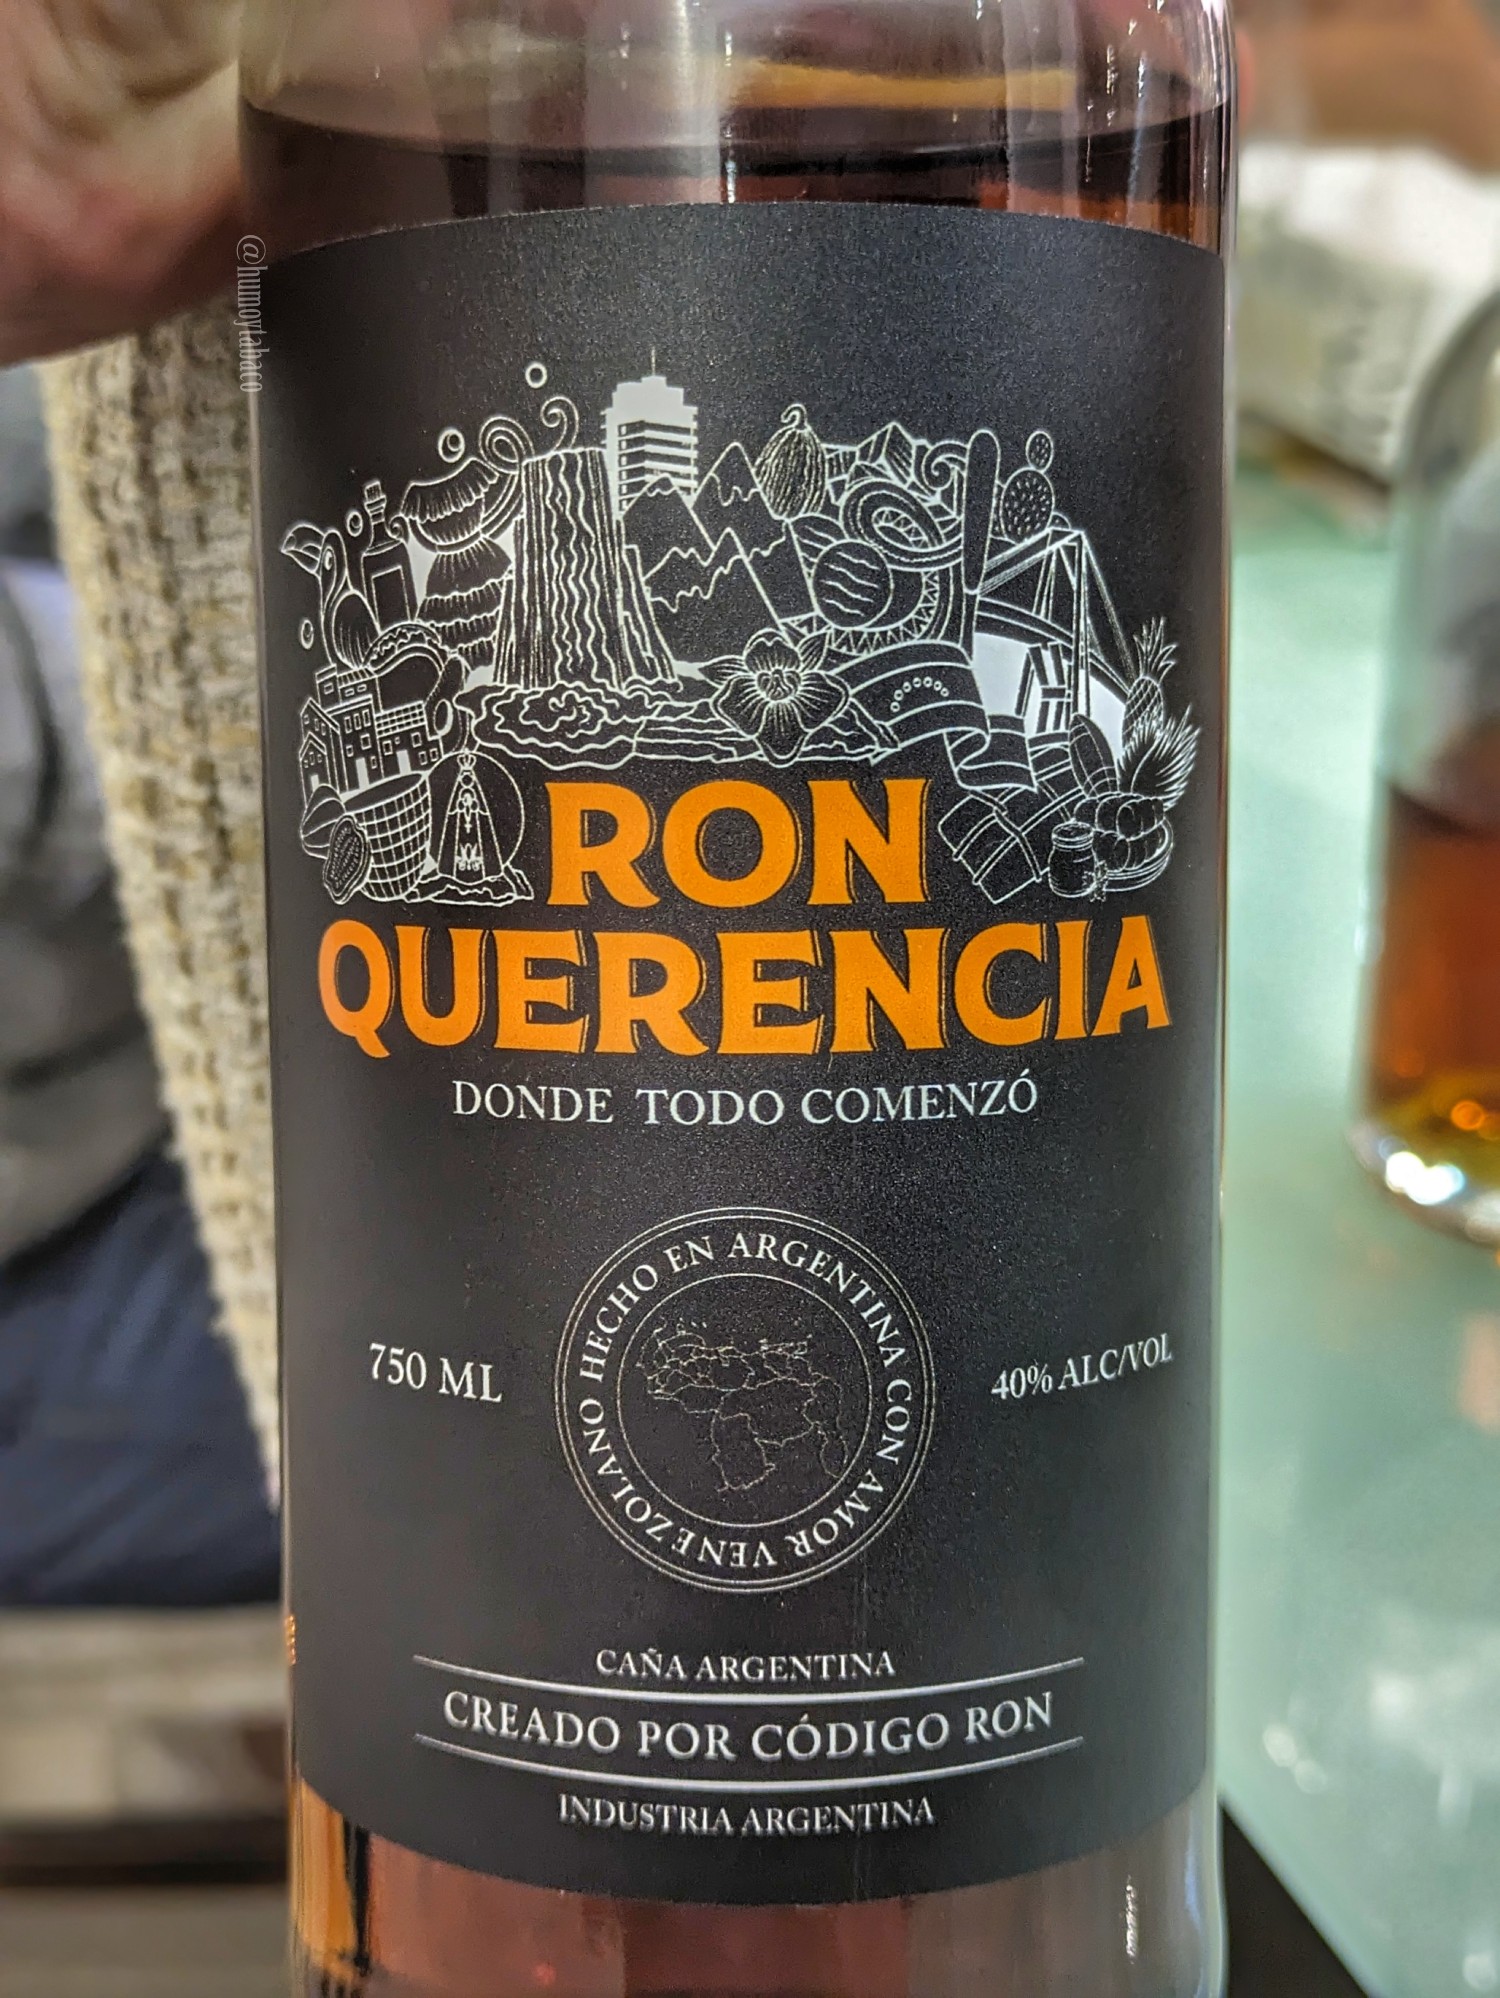 @humoytabaco
RON
QUERENCIA
DONDE TODO COMENZÓ
HECHO EN ARGENTINA CON AMOR VENEZOLANO
750 ML
40% ALC/VOL
CAÑA ARGENTINA
CREADO POR CÓDIGO RON
INDUSTRIA ARGENTINA